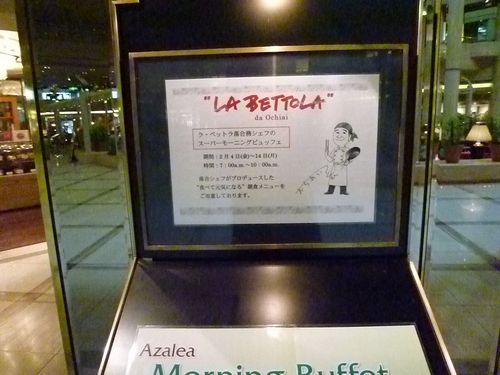 "LA BETTOLA"
da Ochiai
ラ・ベットラ落合務シェフの
スーパーモーニングビュッフェ
期間：2月4日(金)～14日(月)
時間：7：00a.m.～10：00a.m.
落合シェフがプロデュースした
"食べて元気になる" 朝食メニューを
ご用意しております。
Azalea
Morning Buffet